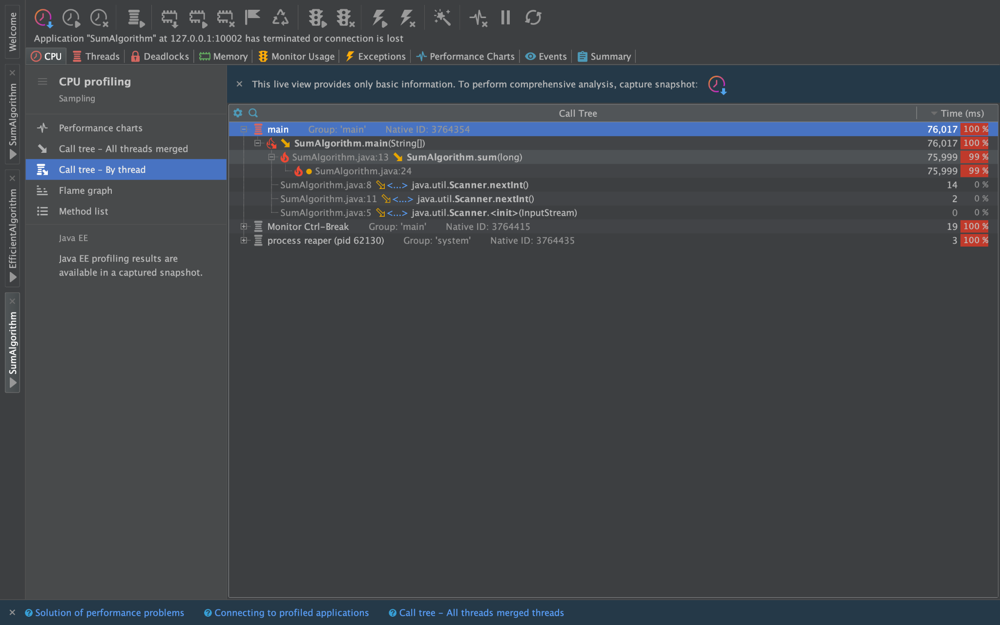 Welcome
SumAlgorithm
EfficientAlgorithm
SumAlgorithm
Application "SumAlgorithm" at 127.0.0.1:10002 has terminated or connection is lost
CPU Threads Deadlocks Memory Monitor Usage Exceptions Performance Charts Events Summary
CPU profiling
Sampling
Performance charts
Call tree – All threads merged
Call tree – By thread
Flame graph
Method list
Java EE
Java EE profiling results are
available in a captured snapshot.
This live view provides only basic information. To perform comprehensive analysis, capture snapshot:
Call Tree Time (ms)
main Group: 'main' Native ID: 3764354 76,017 100 %
SumAlgorithm.main(String[]) 76,017 100 %
SumAlgorithm.java:13 SumAlgorithm.sum(long) 75,999 99 %
SumAlgorithm.java:24 75,999 99 %
SumAlgorithm.java:8 <...> java.util.Scanner.nextInt() 14 0 %
SumAlgorithm.java:11 <...> java.util.Scanner.nextInt() 2 0 %
SumAlgorithm.java:5 <...> java.util.Scanner.<init>(InputStream) 0 0 %
Monitor Ctrl-Break Group: 'main' Native ID: 3764415 19 100 %
process reaper (pid 62130) Group: 'system' Native ID: 3764435 3 100 %
Solution of performance problems Connecting to profiled applications Call tree – All threads merged threads